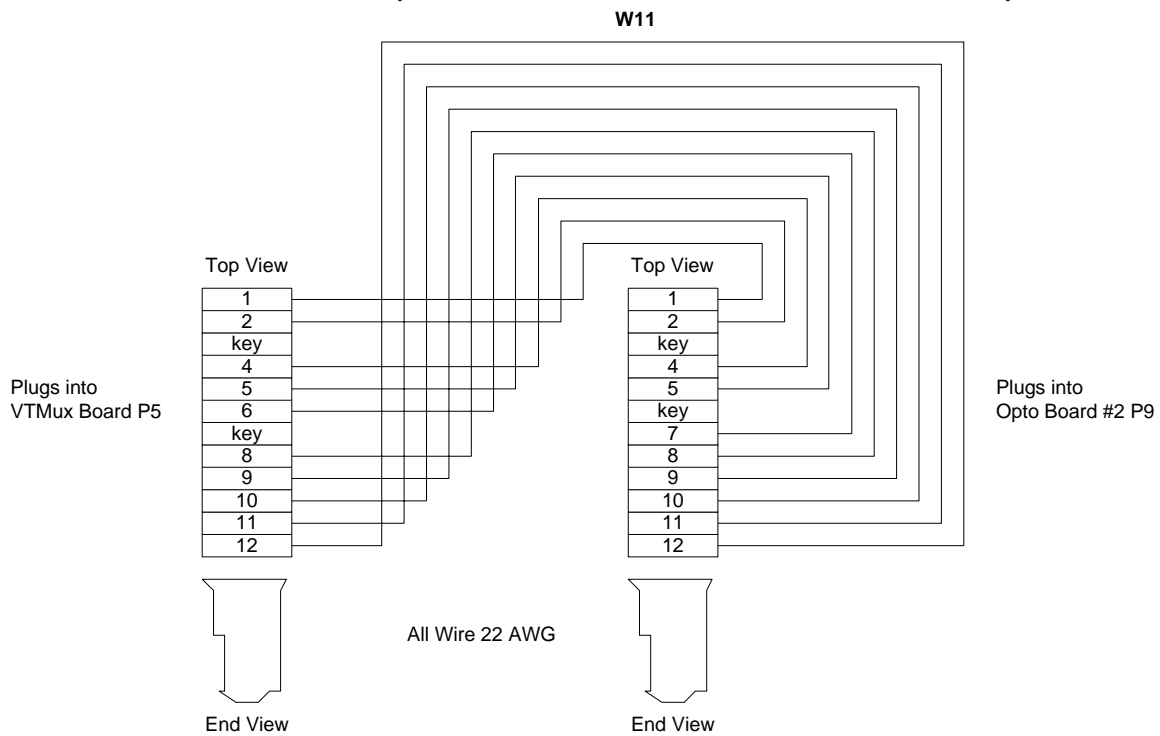 W11
Top View
1
2
key
4
5
6
key
8
9
10
11
12
Plugs into
VTMux Board P5
End View
All Wire 22 AWG
Top View
1
2
key
4
5
key
7
8
9
10
11
12
Plugs into
Opto Board #2 P9
End View